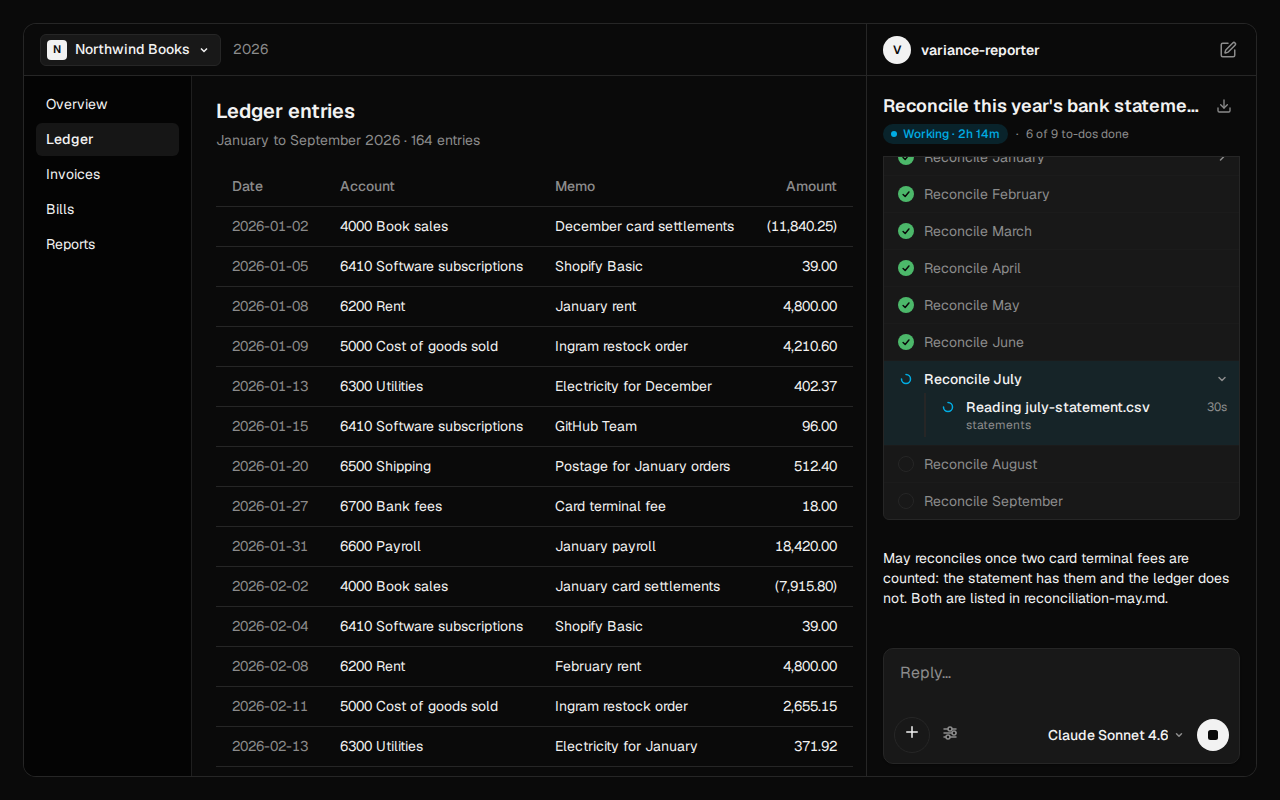 N Northwind Books 2026
Overview
Ledger
Invoices
Bills
Reports
Ledger entries
January to September 2026 · 164 entries
Date Account Memo Amount
2026-01-02 4000 Book sales December card settlements (11,840.25)
2026-01-05 6410 Software subscriptions Shopify Basic 39.00
2026-01-08 6200 Rent January rent 4,800.00
2026-01-09 5000 Cost of goods sold Ingram restock order 4,210.60
2026-01-13 6300 Utilities Electricity for December 402.37
2026-01-15 6410 Software subscriptions GitHub Team 96.00
2026-01-20 6500 Shipping Postage for January orders 512.40
2026-01-27 6700 Bank fees Card terminal fee 18.00
2026-01-31 6600 Payroll January payroll 18,420.00
2026-02-02 4000 Book sales January card settlements (7,915.80)
2026-02-04 6410 Software subscriptions Shopify Basic 39.00
2026-02-08 6200 Rent February rent 4,800.00
2026-02-11 5000 Cost of goods sold Ingram restock order 2,655.15
2026-02-13 6300 Utilities Electricity for January 371.92
V variance-reporter
Reconcile this year's bank stateme...
Working · 2h 14m · 6 of 9 to-dos done
Reconcile January
Reconcile February
Reconcile March
Reconcile April
Reconcile May
Reconcile June
Reconcile July
Reading july-statement.csv 30s
statements
Reconcile August
Reconcile September
May reconciles once two card terminal fees are
counted: the statement has them and the ledger does
not. Both are listed in reconciliation-may.md.
Reply...
Claude Sonnet 4.6